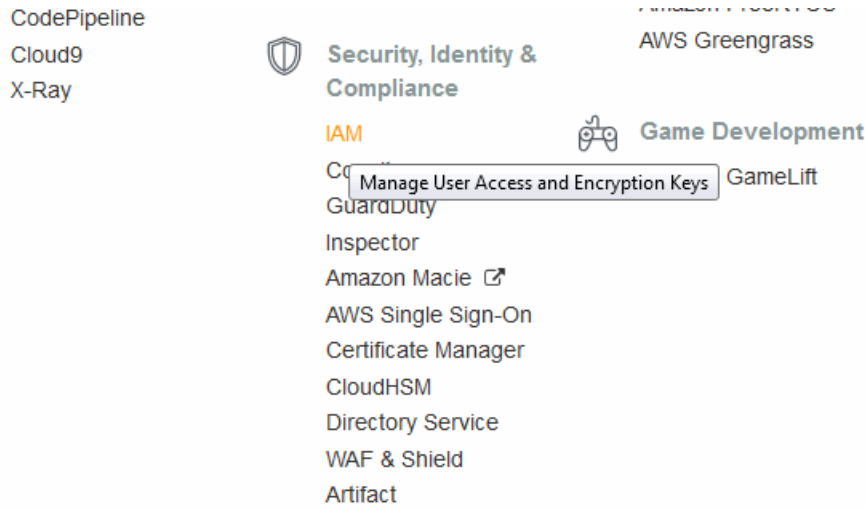 CodePipeline
Cloud9
X-Ray
Security, Identity &
Compliance
IAM
Manage User Access and Encryption Keys
GuardDuty
Inspector
Amazon Macie
AWS Single Sign-On
Certificate Manager
CloudHSM
Directory Service
WAF & Shield
Artifact
AWS Greengrass
Game Development
GameLift